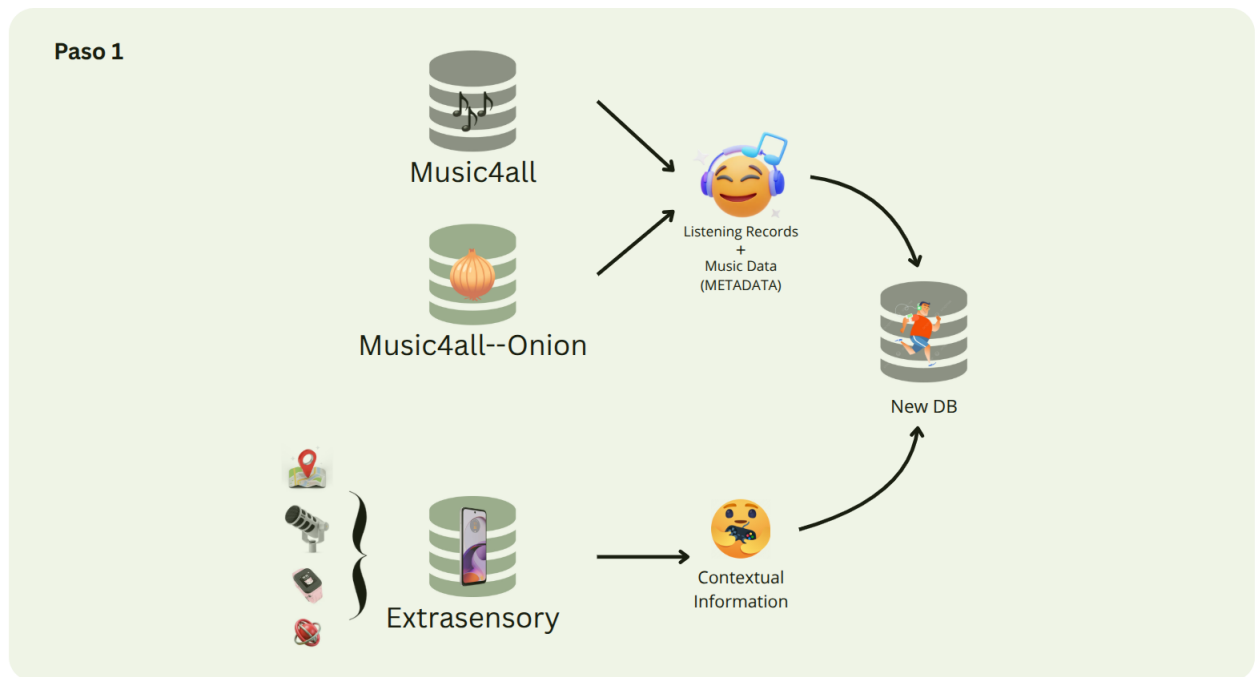 Paso 1
Music4all
Listening Records
+
Music Data
(METADATA)
Music4all--Onion
New DB
Extrasensory
Contextual
Information